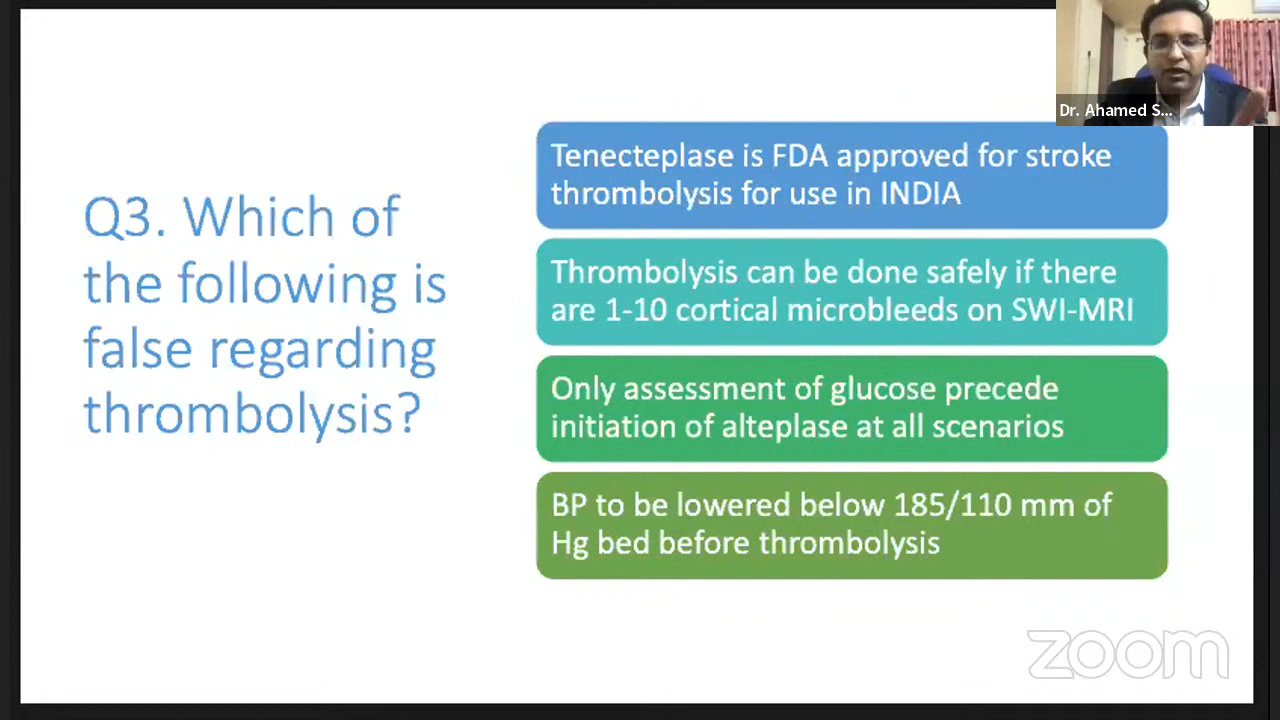 Dr. Ahamed S...
Q3. Which of
the following is
false regarding
thrombolysis?
Tenecteplase is FDA approved for stroke
thrombolysis for use in INDIA
Thrombolysis can be done safely if there
are 1-10 cortical microbleeds on SWI-MRI
Only assessment of glucose precede
initiation of alteplase at all scenarios
BP to be lowered below 185/110 mm of
Hg bed before thrombolysis
zoom